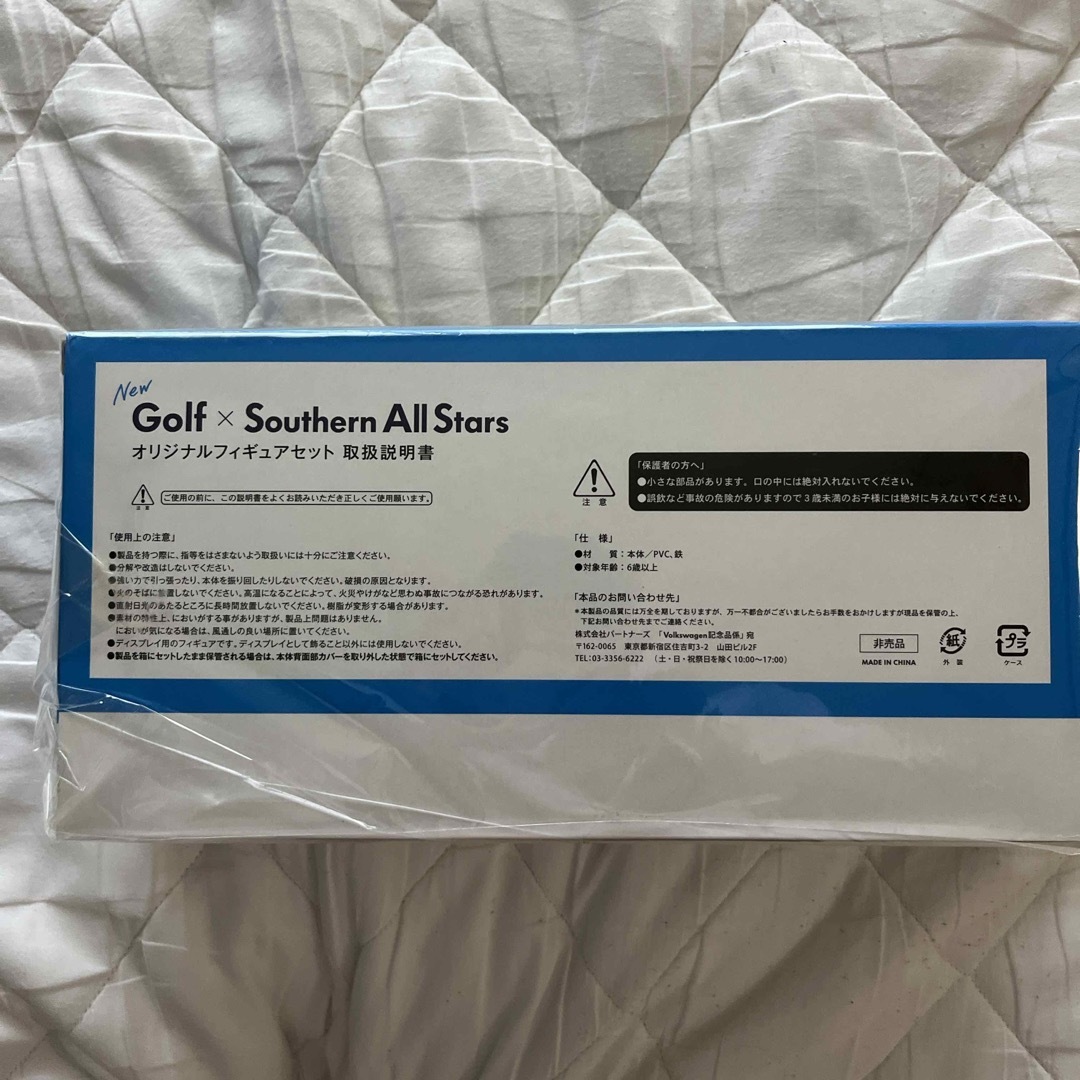 New
Golf × Southern All Stars
オリジナルフィギュアセット 取扱説明書
注意
ご使用の前に、この説明書をよくお読みいただき正しくご使用願います。
「使用上の注意」
●製品を持つ際に、指等をはさまないよう取扱いには十分にご注意ください。
●分解や改造はしないでください。
●強い力で引っ張ったり、本体を振り回したりしないでください。破損の原因となります。
●火のそばに放置しないでください。高温になることによって、火災やけがなど思わぬ事故につながる恐れがあります。
●直射日光のあたるところに長時間放置しないでください。樹脂が変形する場合があります。
●素材の特性上、においがする事がありますが、製品上問題はありません。
においが気になる場合は、風通しの良い場所に置いてください。
●ディスプレイ用のフィギュアです。ディスプレイとして飾ること以外には使用しないでください。
●製品を箱にセットしたまま保管される場合は、本体背面部カバーを取り外した状態で箱にセットしてください。
注 意
「保護者の方へ」
●小さな部品があります。口の中には絶対入れないでください。
●誤飲など事故の危険がありますので3歳未満のお子様には絶対に与えないでください。
「仕 様」
●材 質：本体／PVC、鉄
●対象年齢：6歳以上
「本品のお問い合わせ先」
＊本製品の品質には万全を期しておりますが、万一不都合がございましたらお手数をおかけしますが現品を保管の上、
下記お問い合わせ先までご連絡ください。
株式会社パートナーズ 「Volkswagen記念品係」宛
〒162-0065 東京都新宿区住吉町3-2 山田ビル2F
TEL：03-3356-6222 （土・日・祝祭日を除く10:00〜17:00）
非売品
MADE IN CHINA
紙
外 装
プラ
ケース